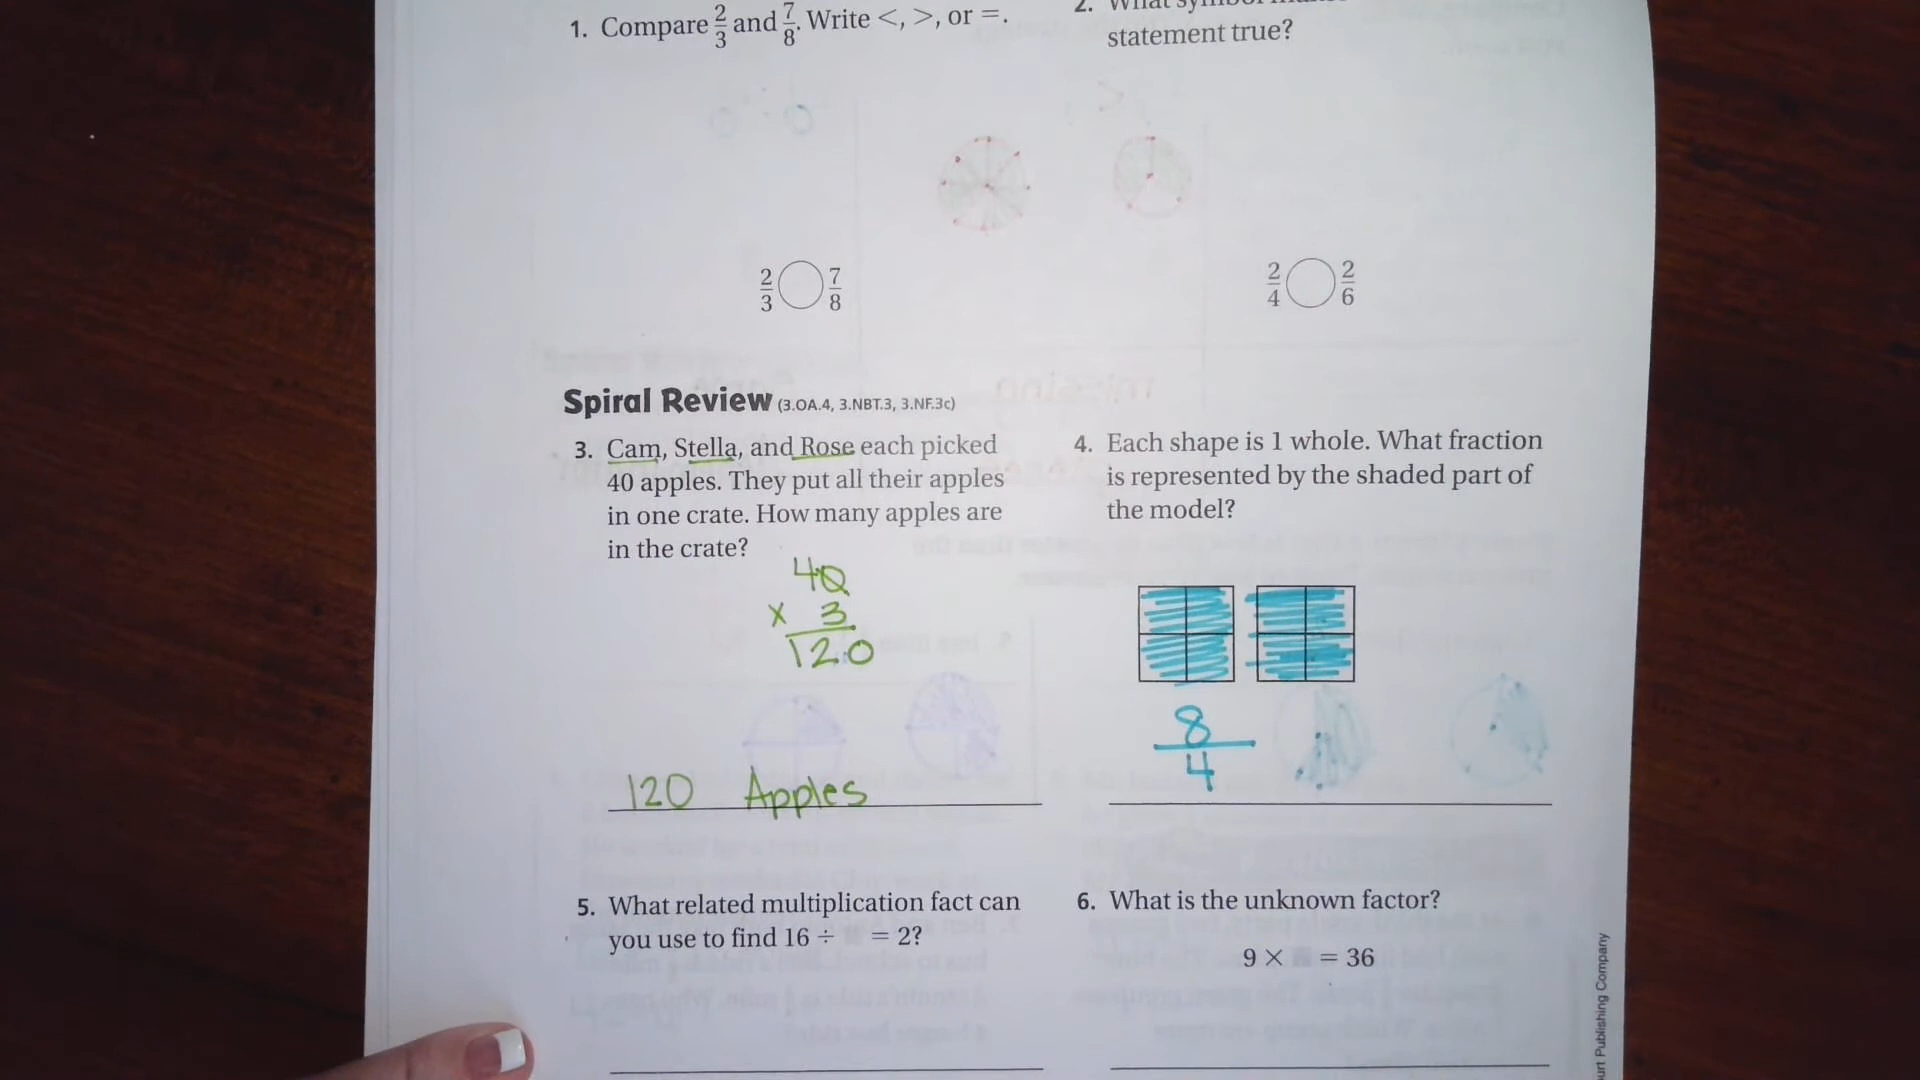 1. Compare 2/3 and 7/8. Write <, >, or =.
2.
statement true?
2/3 ◯ 7/8
2/4 ◯ 2/6
Spiral Review (3.OA.4, 3.NBT.3, 3.NF.3c)
3. Cam, Stella, and Rose each picked
40 apples. They put all their apples
in one crate. How many apples are
in the crate?
40
x 3
120
120 Apples
4. Each shape is 1 whole. What fraction
is represented by the shaded part of
the model?
8/4
5. What related multiplication fact can
you use to find 16 ÷ ■ = 2?
6. What is the unknown factor?
9 × ■ = 36
Publishing Company